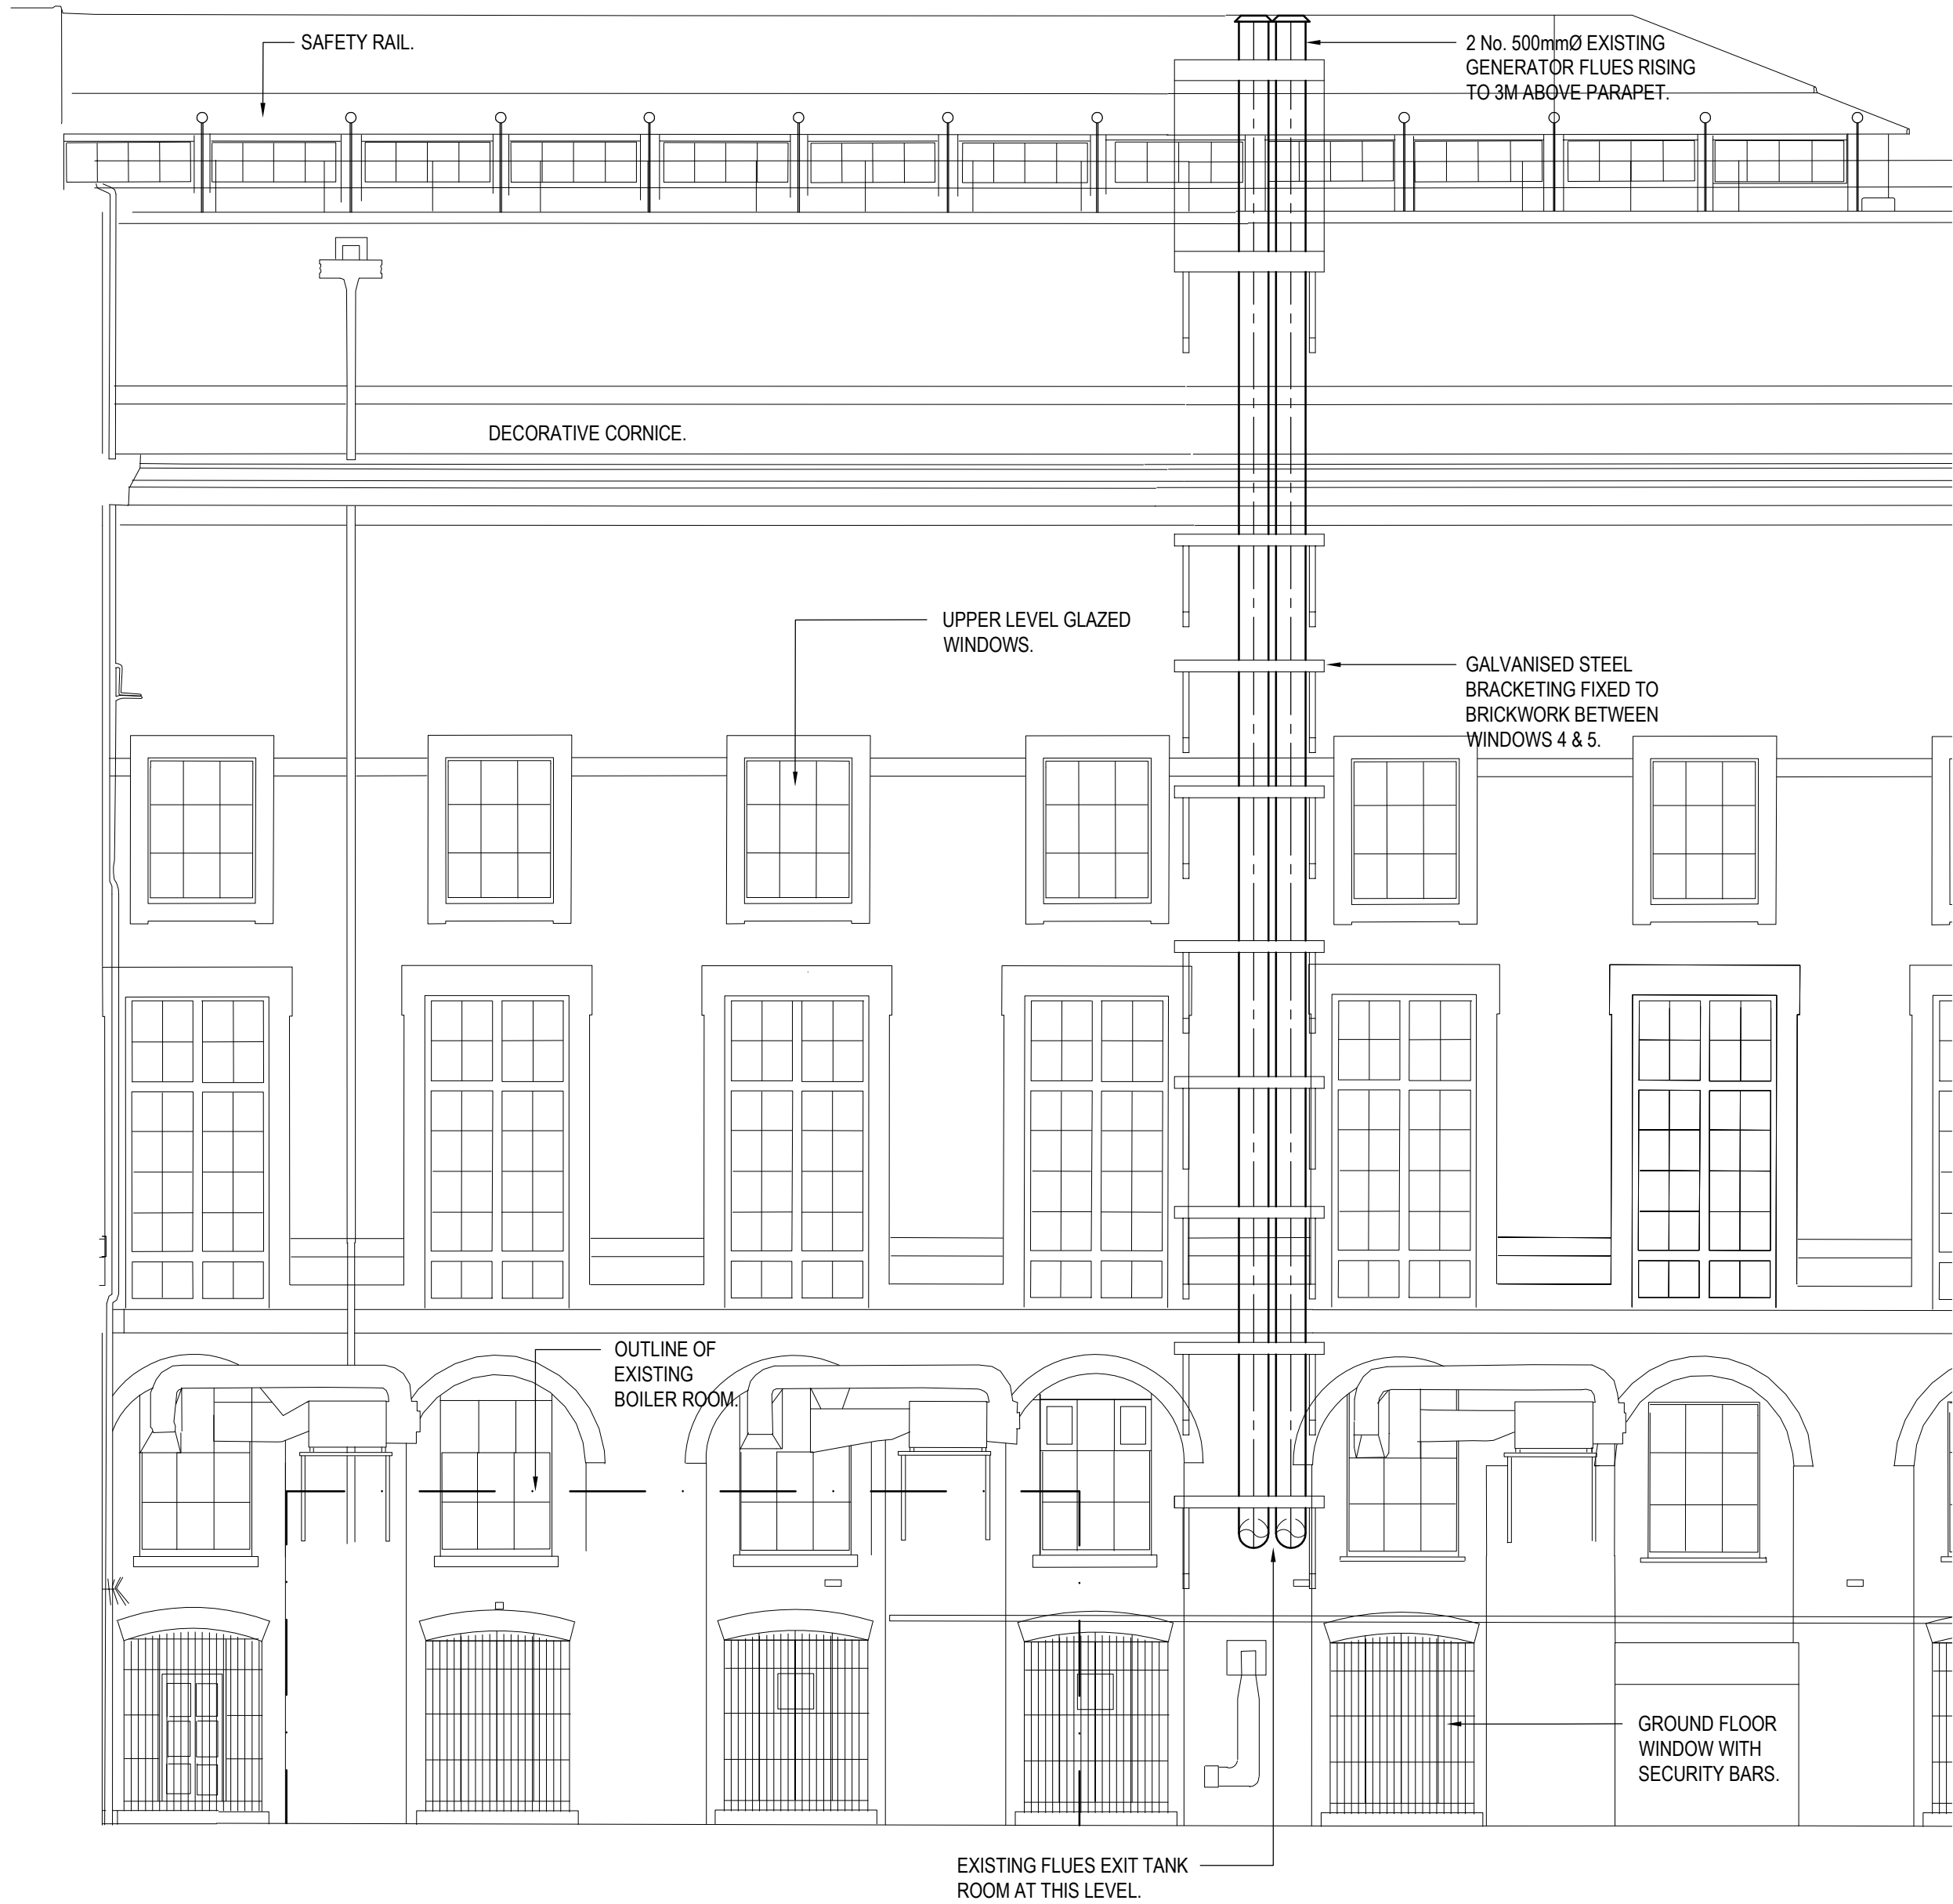 SAFETY RAIL.
2 No. 500mmØ EXISTING
GENERATOR FLUES RISING
TO 3M ABOVE PARAPET.
DECORATIVE CORNICE.
UPPER LEVEL GLAZED
WINDOWS.
GALVANISED STEEL
BRACKETING FIXED TO
BRICKWORK BETWEEN
WINDOWS 4 & 5.
OUTLINE OF
EXISTING
BOILER ROOM.
GROUND FLOOR
WINDOW WITH
SECURITY BARS.
EXISTING FLUES EXIT TANK
ROOM AT THIS LEVEL.